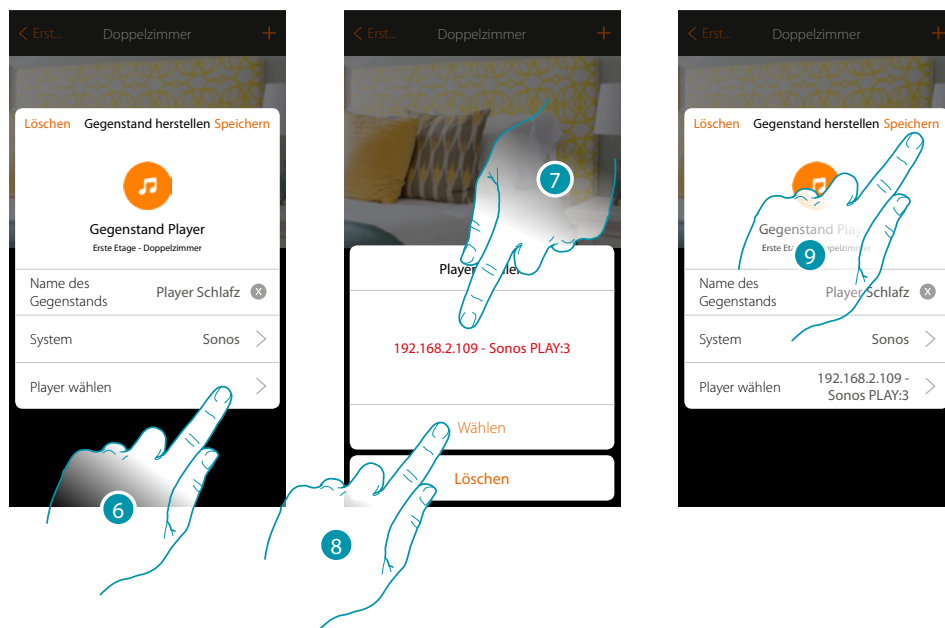 Erst... Doppelzimmer +
Löschen Gegenstand herstellen Speichern
Gegenstand Player
Erste Etage - Doppelzimmer
Name des
Gegenstands
Player Schlafz
System Sonos
Player wählen
6
Erst... Doppelzimmer +
7
Player
192.168.2.109 - Sonos PLAY:3
Wählen
Löschen
8
Erst... Doppelzimmer +
Löschen Gegenstand herstellen Speichern
Gegenstand
9
Name des
Gegenstands
Player Schlafz
System Sonos
Player wählen
192.168.2.109 -
Sonos PLAY:3